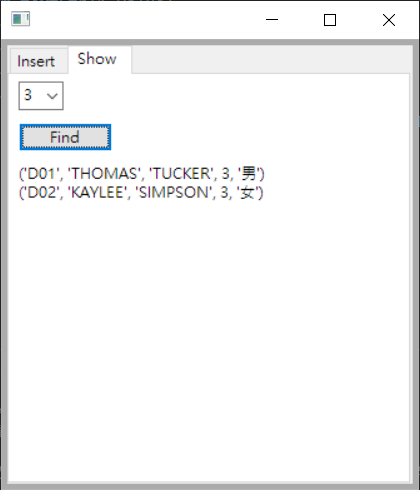 Insert Show
3
Find
('D01', 'THOMAS', 'TUCKER', 3, '男')
('D02', 'KAYLEE', 'SIMPSON', 3, '女')